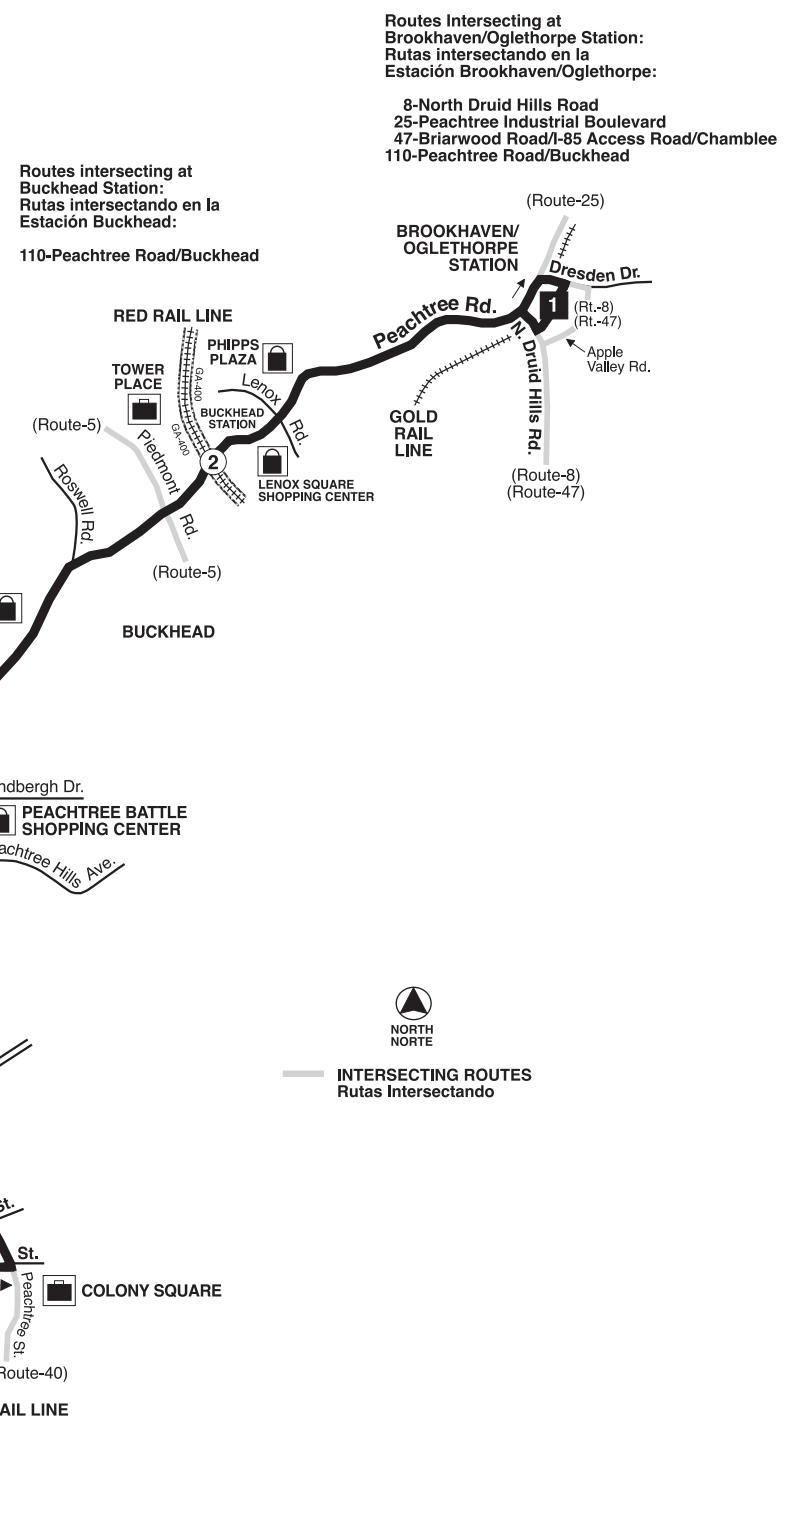 Routes Intersecting at
Brookhaven/Oglethorpe Station:
Rutas intersectando en la
Estación Brookhaven/Oglethorpe:
8-North Druid Hills Road
25-Peachtree Industrial Boulevard
47-Briarwood Road/I-85 Access Road/Chamblee
110-Peachtree Road/Buckhead
Routes intersecting at
Buckhead Station:
Rutas intersectando en la
Estación Buckhead:
110-Peachtree Road/Buckhead
(Route-25)
BROOKHAVEN/
OGLETHORPE
STATION
Dresden Dr.
1
(Rt.-8)
(Rt.-47)
Peachtree Rd.
N. Druid Hills Rd.
Apple
Valley Rd.
GOLD
RAIL
LINE
(Route-8)
(Route-47)
RED RAIL LINE
PHIPPS
PLAZA
TOWER
PLACE
GA-400
GA-400
Lenox Rd.
BUCKHEAD
STATION
(Route-5)
Piedmont Rd.
2
LENOX SQUARE
SHOPPING CENTER
Roswell Rd.
(Route-5)
BUCKHEAD
ndbergh Dr.
PEACHTREE BATTLE
SHOPPING CENTER
achtree Hills Ave.
NORTH
NORTE
INTERSECTING ROUTES
Rutas Intersectando
St.
St.
COLONY SQUARE
Peachtree St.
Route-40)
AIL LINE